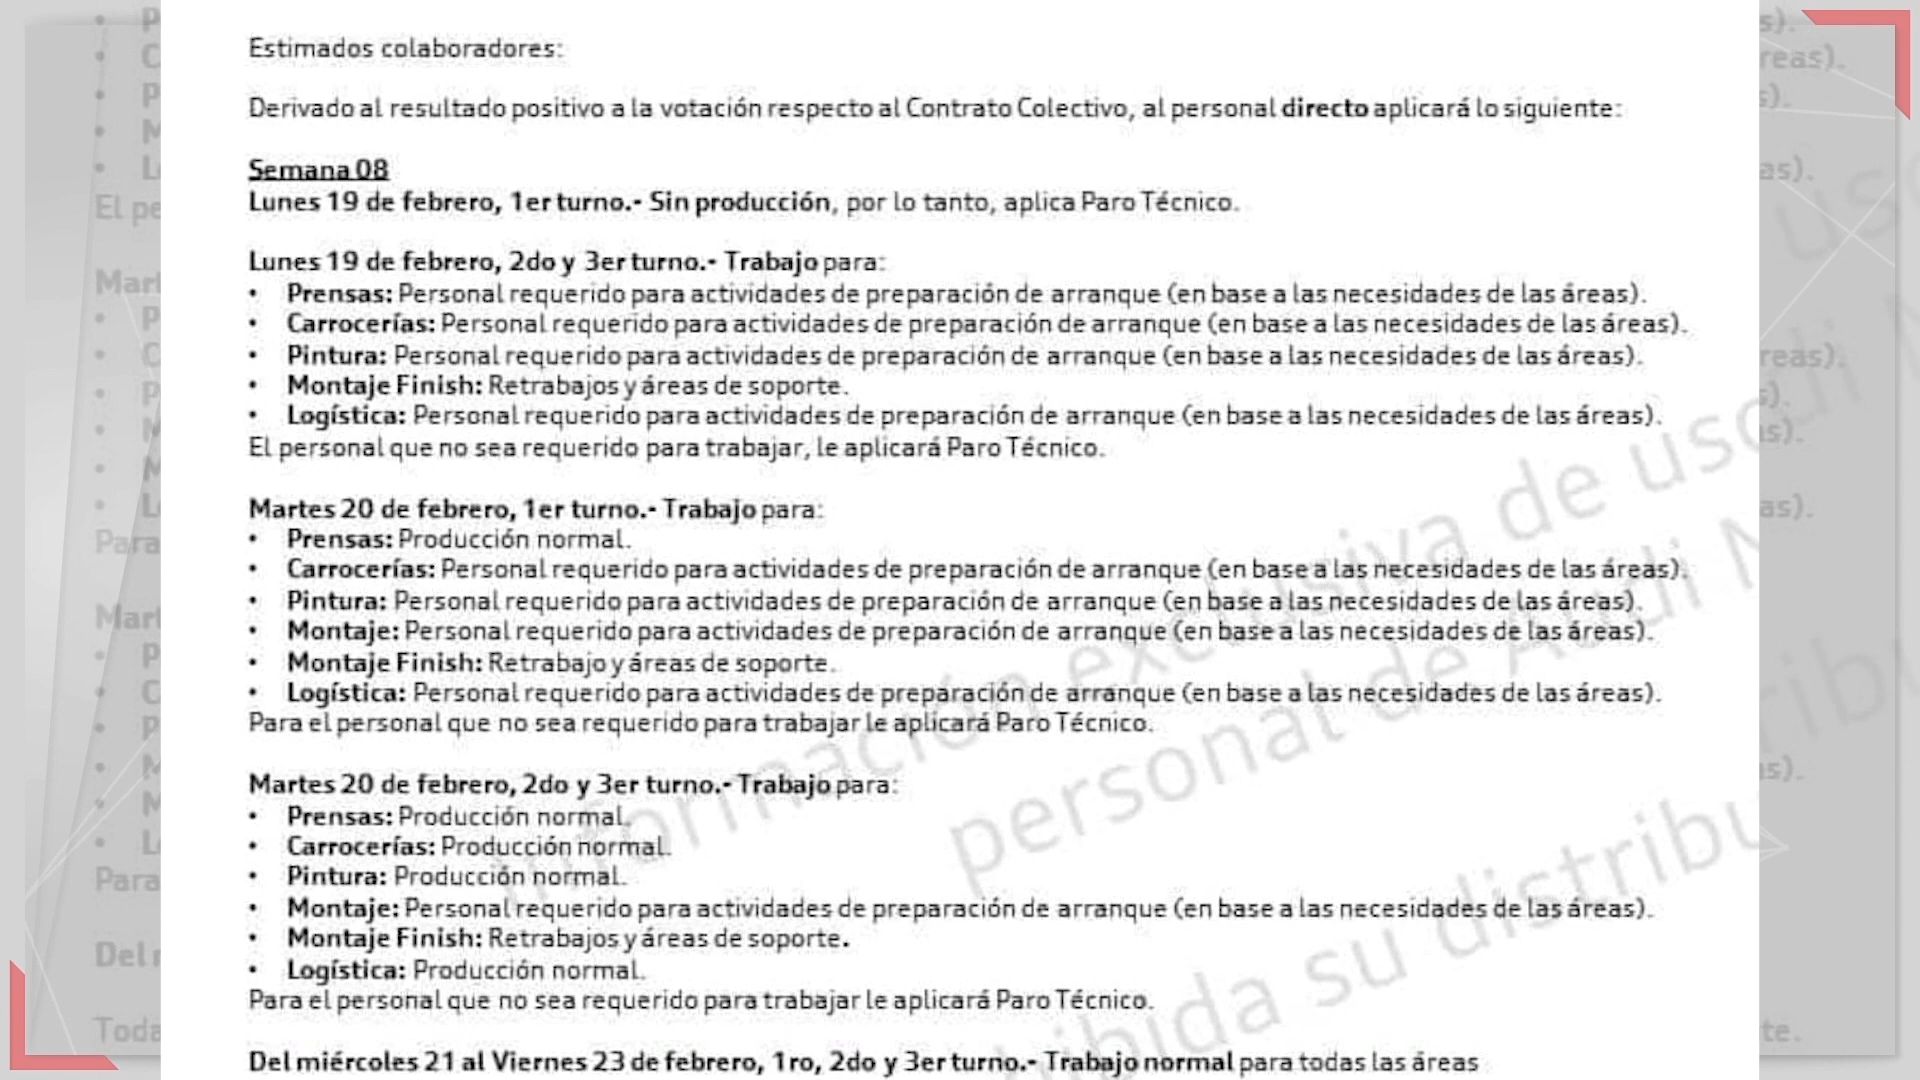 Estimados colaboradores:
Derivado al resultado positivo a la votación respecto al Contrato Colectivo, al personal directo aplicará lo siguiente:
Semana 08
Lunes 19 de febrero, 1er turno.- Sin producción, por lo tanto, aplica Paro Técnico.
Lunes 19 de febrero, 2do y 3er turno.- Trabajo para:
• Prensas: Personal requerido para actividades de preparación de arranque (en base a las necesidades de las áreas).
• Carrocerías: Personal requerido para actividades de preparación de arranque (en base a las necesidades de las áreas).
• Pintura: Personal requerido para actividades de preparación de arranque (en base a las necesidades de las áreas).
• Montaje Finish: Retrabajos y áreas de soporte.
• Logística: Personal requerido para actividades de preparación de arranque (en base a las necesidades de las áreas).
El personal que no sea requerido para trabajar, le aplicará Paro Técnico.
Martes 20 de febrero, 1er turno.- Trabajo para:
• Prensas: Producción normal.
• Carrocerías: Personal requerido para actividades de preparación de arranque (en base a las necesidades de las áreas).
• Pintura: Personal requerido para actividades de preparación de arranque (en base a las necesidades de las áreas).
• Montaje: Personal requerido para actividades de preparación de arranque (en base a las necesidades de las áreas).
• Montaje Finish: Retrabajo y áreas de soporte.
• Logística: Personal requerido para actividades de preparación de arranque (en base a las necesidades de las áreas).
Para el personal que no sea requerido para trabajar le aplicará Paro Técnico.
Martes 20 de febrero, 2do y 3er turno.- Trabajo para:
• Prensas: Producción normal.
• Carrocerías: Producción normal.
• Pintura: Producción normal.
• Montaje: Personal requerido para actividades de preparación de arranque (en base a las necesidades de las áreas).
• Montaje Finish: Retrabajos y áreas de soporte.
• Logística: Producción normal.
Para el personal que no sea requerido para trabajar le aplicará Paro Técnico.
Del miércoles 21 al Viernes 23 de febrero, 1ro, 2do y 3er turno.- Trabajo normal para todas las áreas
información exclusiva de uso
personal de Audi
su distribu